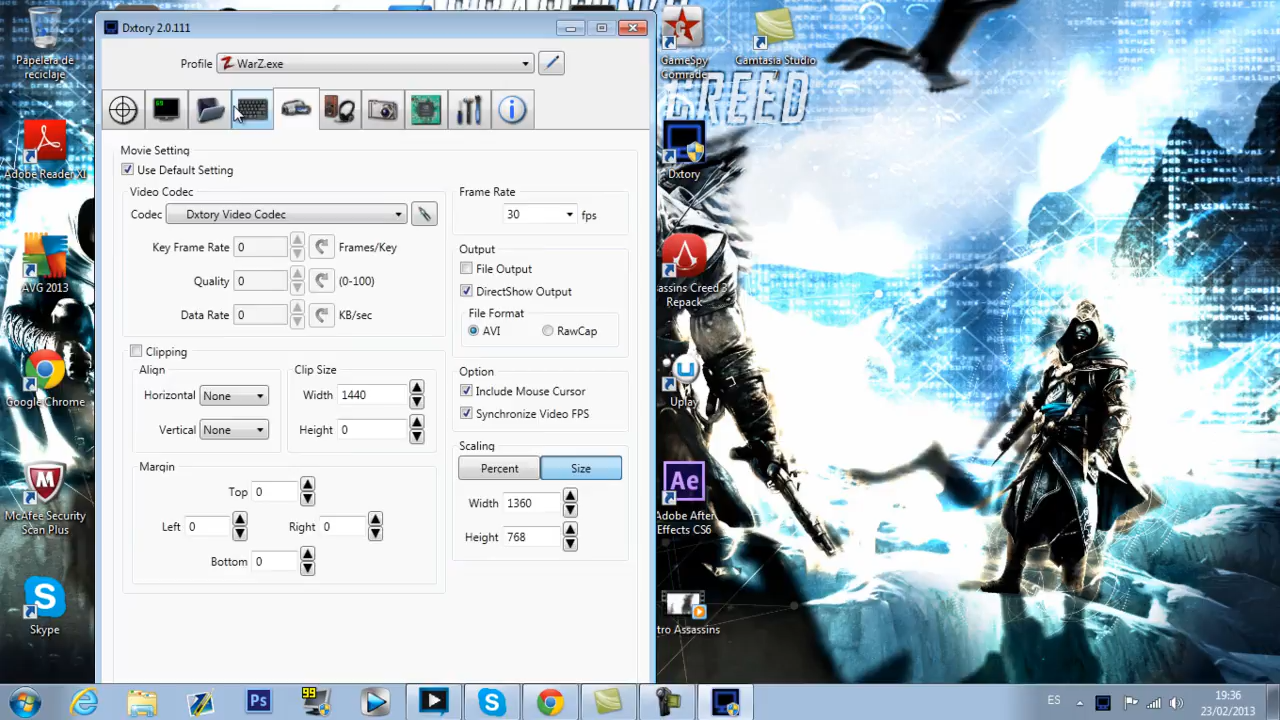 Dxtory 2.0.111
Profile
WarZ.exe
Movie Setting
Use Default Setting
Video Codec
Codec
Dxtory Video Codec
Key Frame Rate
0
Frames/Key
Quality
0
(0-100)
Data Rate
0
KB/sec
Frame Rate
30
fps
Output
File Output
DirectShow Output
File Format
AVI
RawCap
Clipping
Align
Horizontal
None
Vertical
None
Clip Size
Width
1440
Height
0
Margin
Top
0
Left
0
Right
0
Bottom
0
Option
Include Mouse Cursor
Synchronize Video FPS
Scaling
Percent
Size
Width
1360
Height
768
Papelera de
reciclaje
Adobe Reader XI
AVG 2013
Google Chrome
McAfee Security
Scan Plus
Skype
GameSpy
Comrade
Camtasia Studio
7
CREED
Dxtory
ssassins Creed 3
Repack
Uplay
Ae
Adobe After
Effects CS6
tro Assassins
Ps
99
ES
19:36
23/02/2013